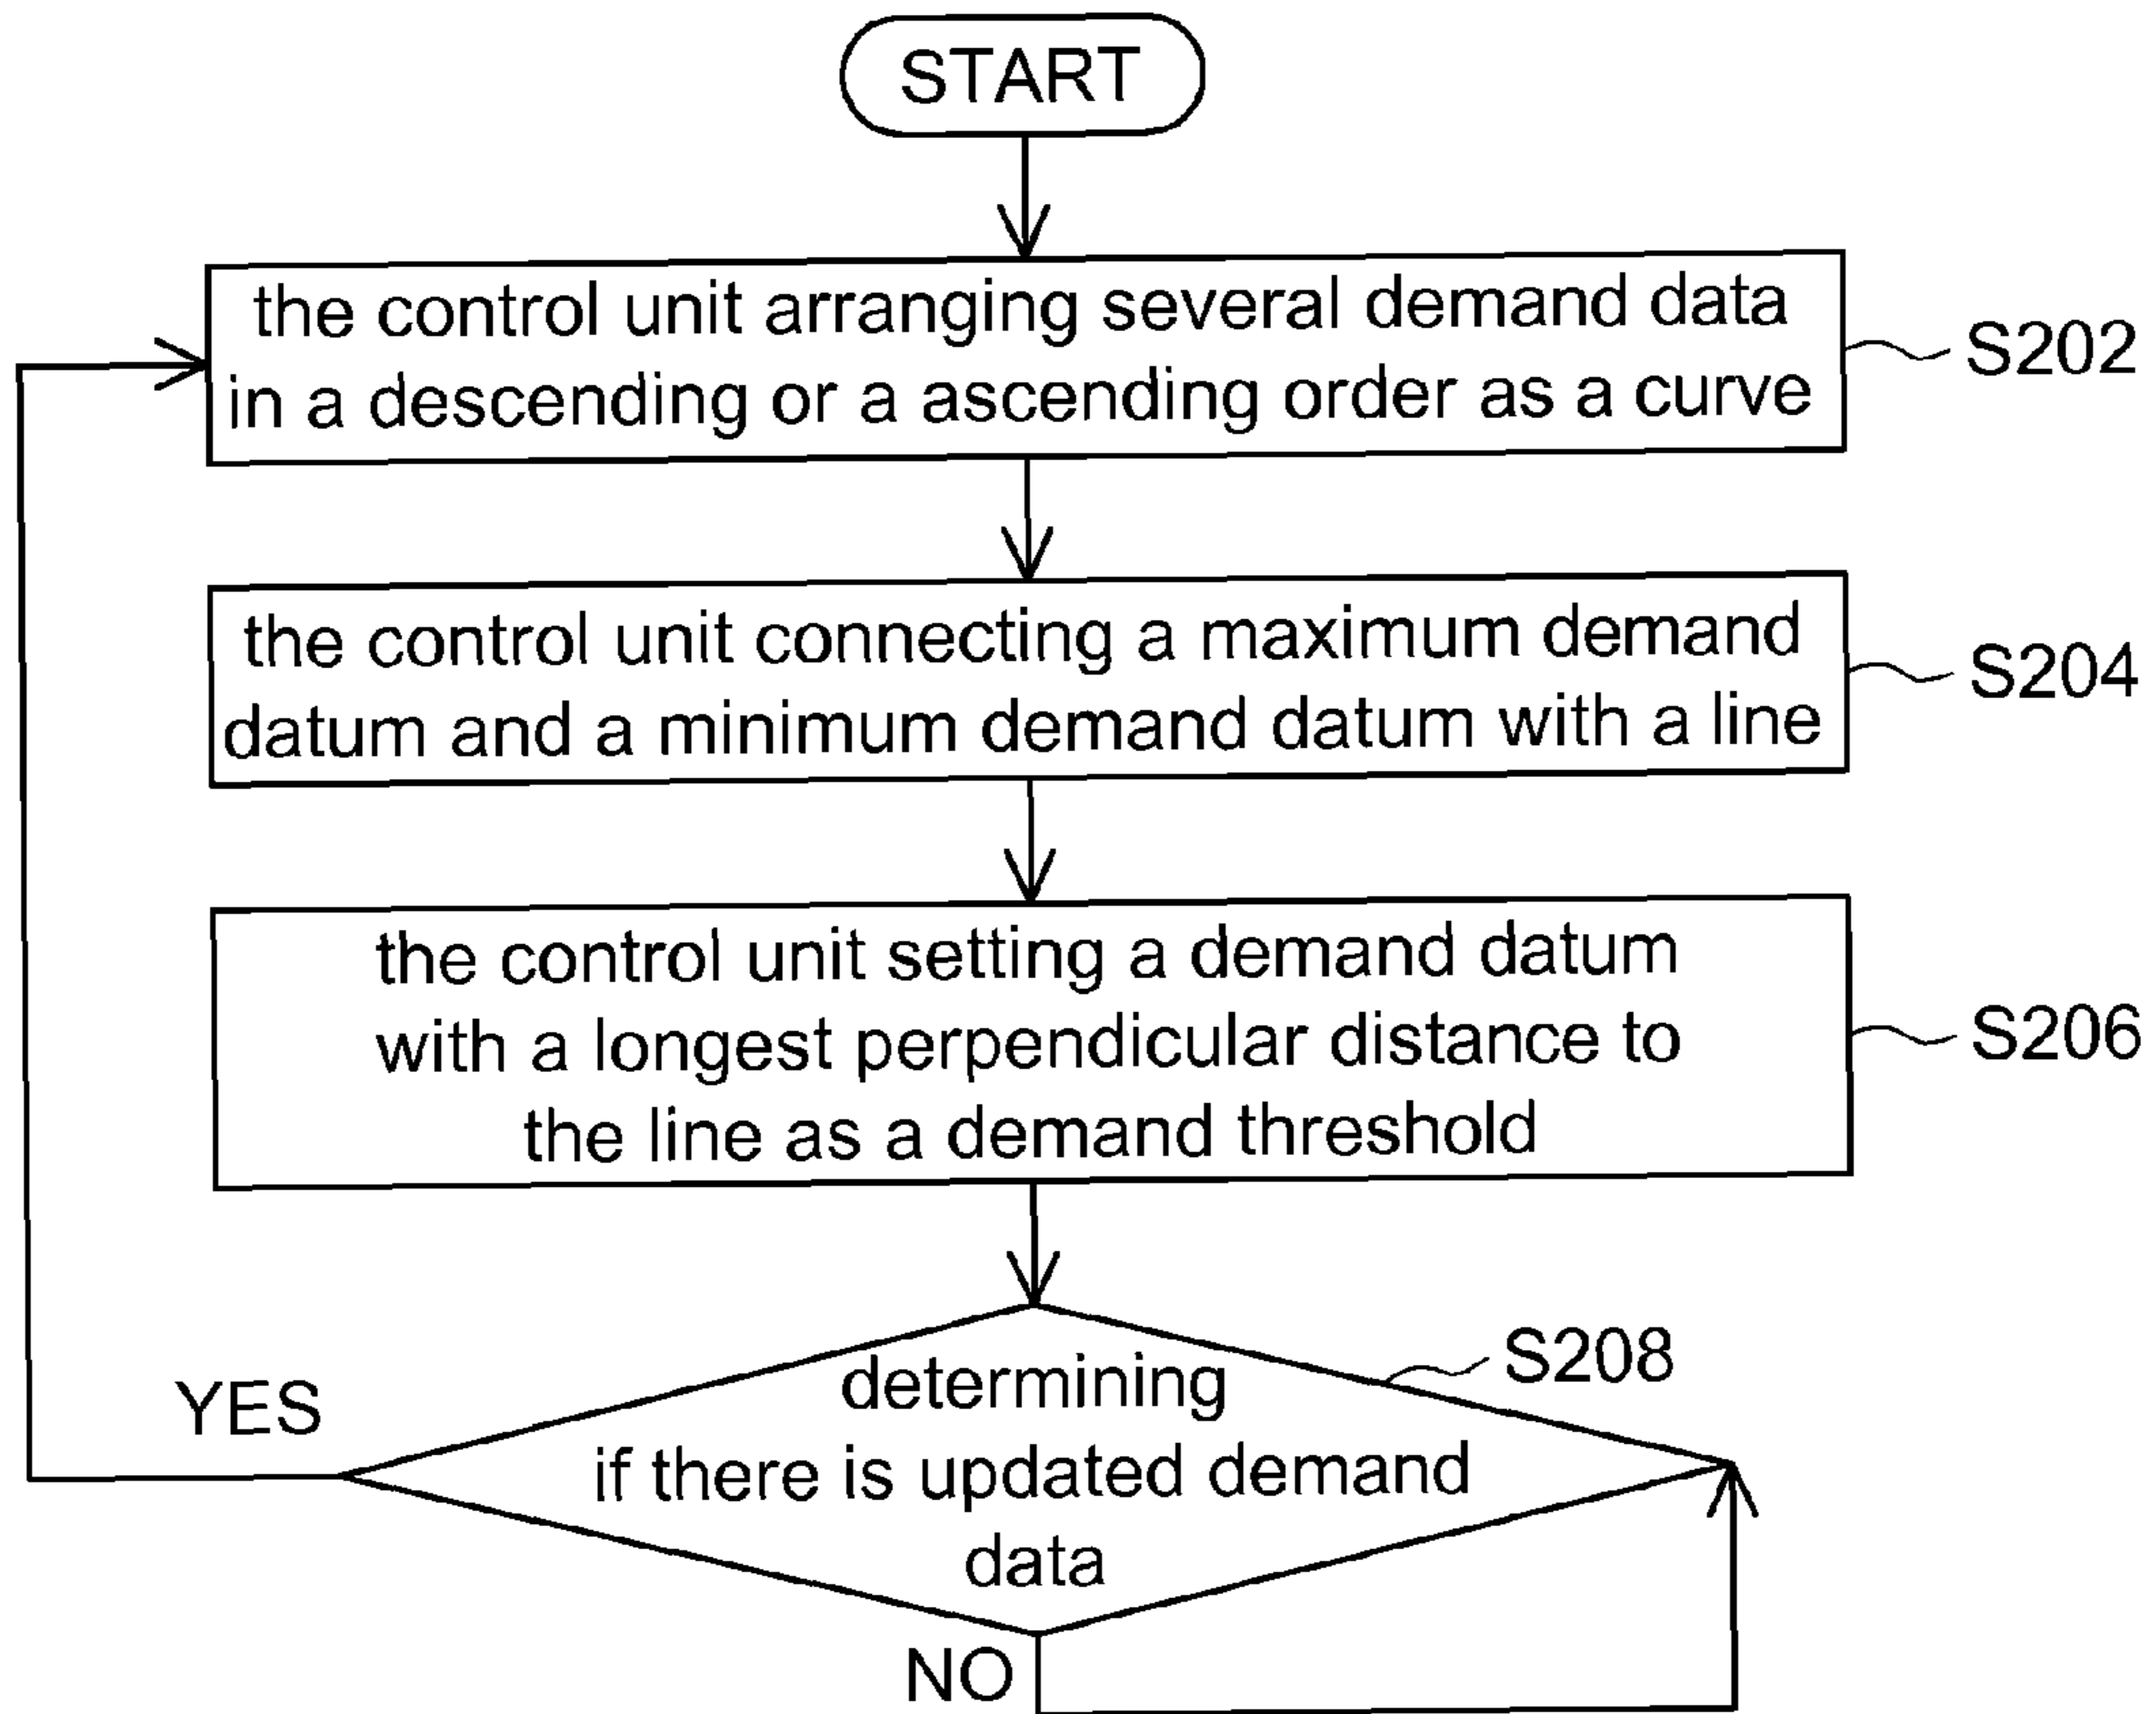 START
the control unit arranging several demand data
in a descending or a ascending order as a curve
S202
the control unit connecting a maximum demand
datum and a minimum demand datum with a line
S204
the control unit setting a demand datum
with a longest perpendicular distance to
the line as a demand threshold
S206
determining
if there is updated demand
data
S208
YES
NO